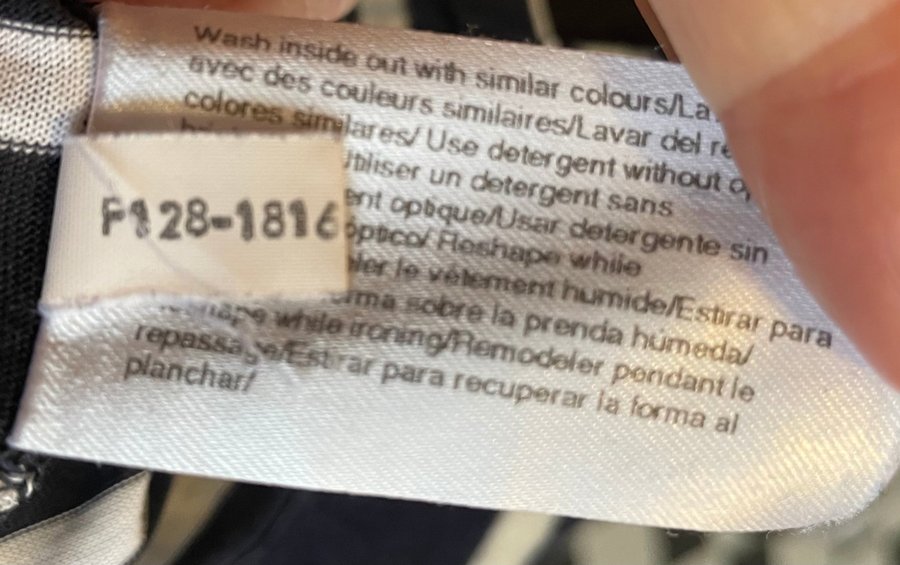 Wash inside out with similar colours/La
avec des couleurs similaires/Lavar del
colores similares/ Use detergent without
Utiliser un detergent sans
optique/Usar detergente sin
optico/ Reshape while
le vêtement humide/Estirar para
forma sobre la prenda húmeda/
Reshape while ironing/Remodeler pendant le
repassage/Estirar para recuperar la forma al
planchar/
P128-1816